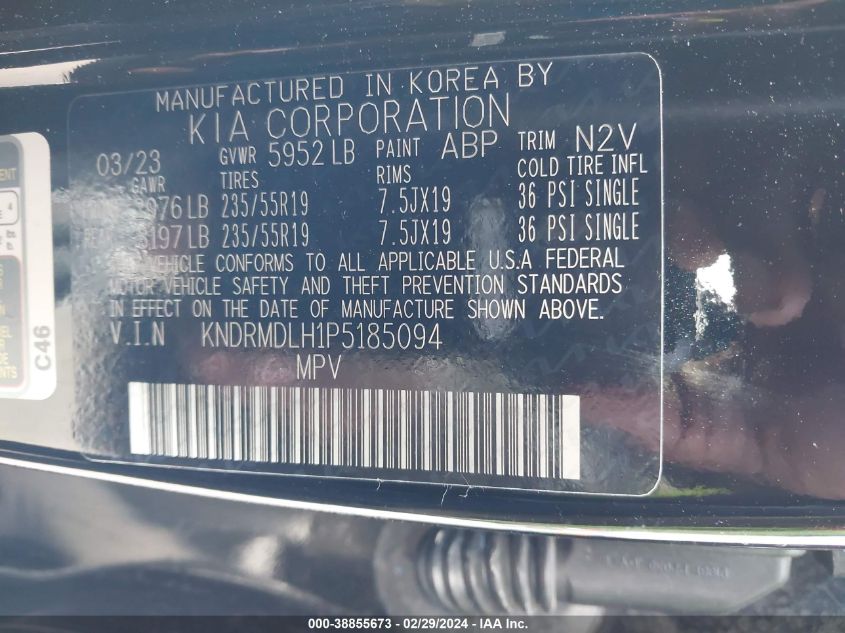 MANUFACTURED IN KOREA BY
KIA CORPORATION
03/23 GVWR 5952 LB PAINT ABP TRIM N2V
GAWR TIRES RIMS COLD TIRE INFL
LB 235/55R19 7.5JX19 36 PSI SINGLE
LB 235/55R19 7.5JX19 36 PSI SINGLE
VEHICLE CONFORMS TO ALL APPLICABLE U.S.A FEDERAL
MOTOR VEHICLE SAFETY AND THEFT PREVENTION STANDARDS
IN EFFECT ON THE DATE OF MANUFACTURE SHOWN ABOVE.
V.I.N KNDRMDLH1P5185094
MPV
C46
000-38855673 - 02/29/2024 - IAAI Inc.